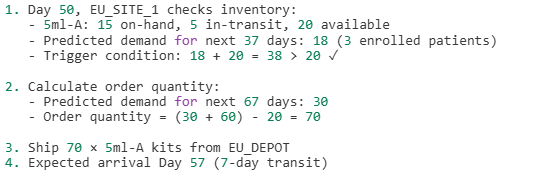 1. Day 50, EU_SITE_1 checks inventory:
- 5ml-A: 15 on-hand, 5 in-transit, 20 available
- Predicted demand for next 37 days: 18 (3 enrolled patients)
- Trigger condition: 18 + 20 = 38 > 20 ✓
2. Calculate order quantity:
- Predicted demand for next 67 days: 30
- Order quantity = (30 + 60) - 20 = 70
3. Ship 70 × 5ml-A kits from EU_DEPOT
4. Expected arrival Day 57 (7-day transit)